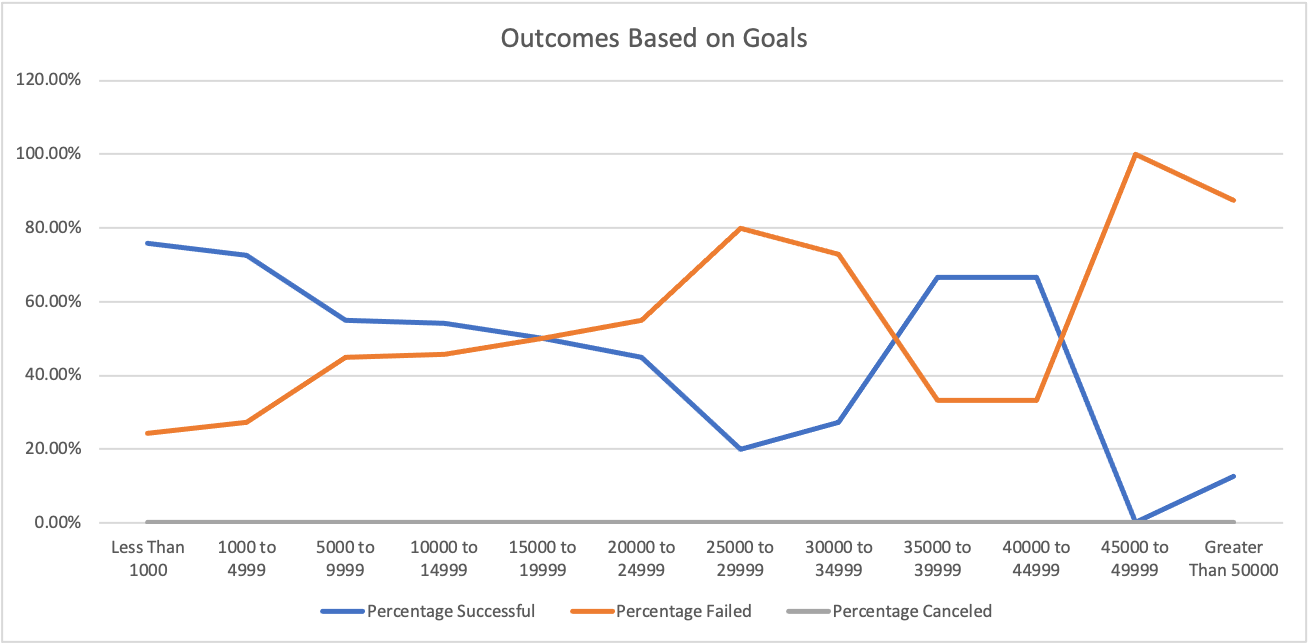 Outcomes Based on Goals
120.00%
100.00%
80.00%
60.00%
40.00%
20.00%
0.00%
Less Than
1000
1000 to
4999
5000 to
9999
10000 to
14999
15000 to
19999
20000 to
24999
25000 to
29999
30000 to
34999
35000 to
39999
40000 to
44999
45000 to
49999
Greater
Than 50000
Percentage Successful
Percentage Failed
Percentage Canceled